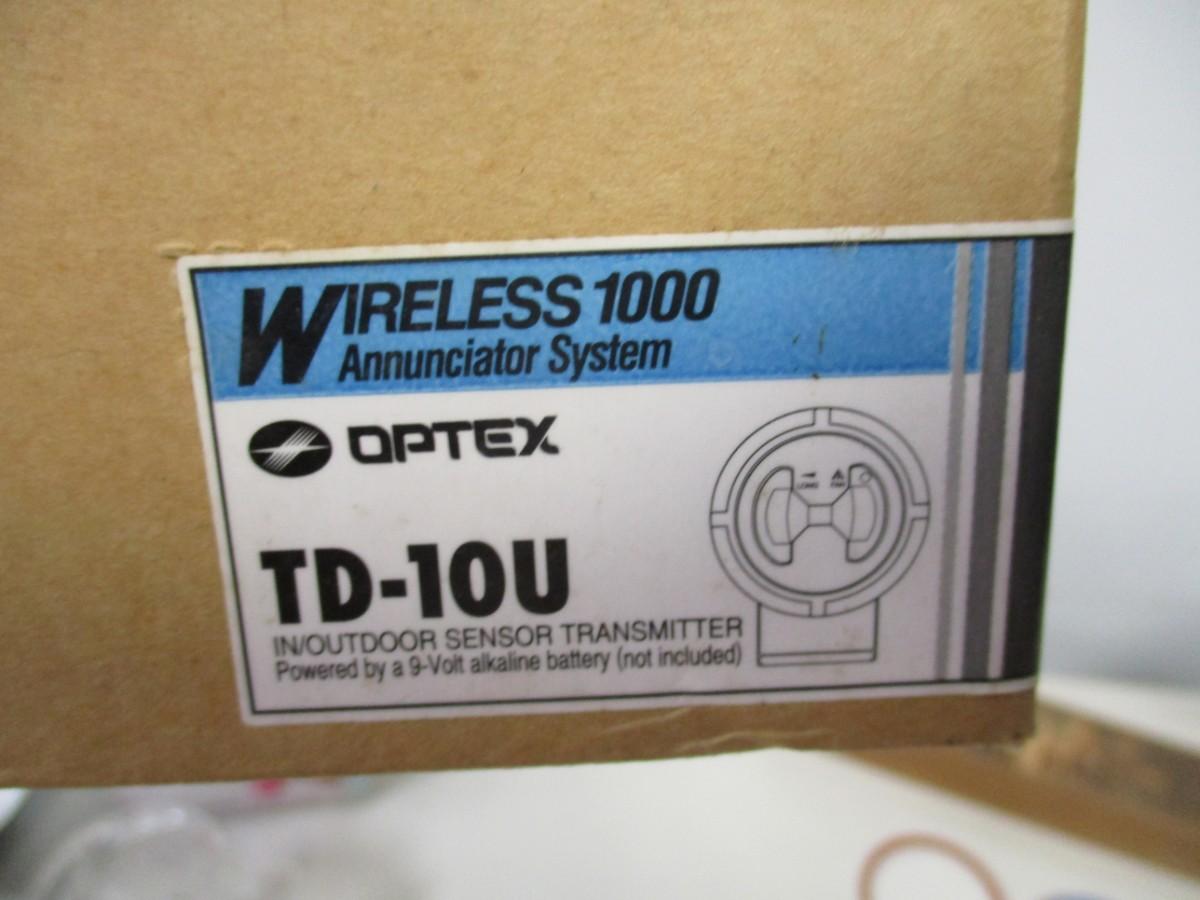 WIRELESS 1000
Annunciator System
OPTEX
LONG
TD-10U
IN/OUTDOOR SENSOR TRANSMITTER
Powered by a 9-Volt alkaline battery (not included)